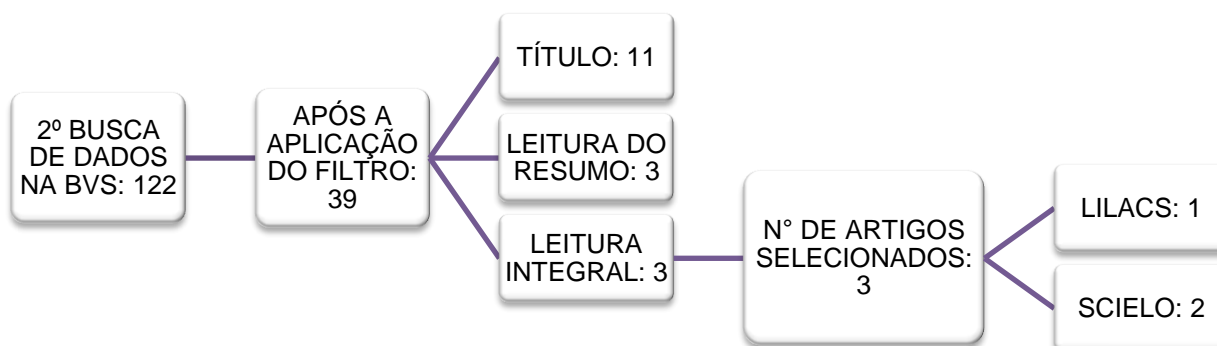 2º BUSCA
DE DADOS
NA BVS: 122
APÓS A
APLICAÇÃO
DO FILTRO:
39
TÍTULO: 11
LEITURA DO
RESUMO: 3
LEITURA
INTEGRAL: 3
N° DE ARTIGOS
SELECIONADOS:
3
LILACS: 1
SCIELO: 2